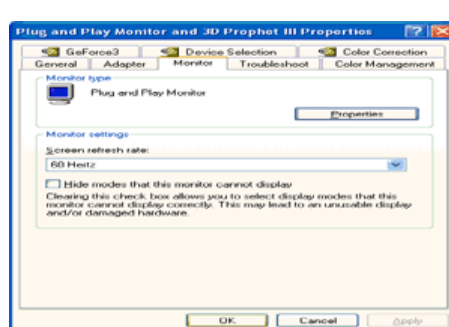 Plug and Play Monitor and 3D Prophet III Properties
GeForce3 Device Selection Color Correction
General Adapter Monitor Troubleshoot Color Management
Monitor type
Plug and Play Monitor
Properties
Monitor settings
Screen refresh rate:
60 Hertz
Hide modes that this monitor cannot display
Clearing this check box allows you to select display modes that this
monitor cannot display correctly. This may lead to an unusable display
and/or damaged hardware.
OK Cancel Apply